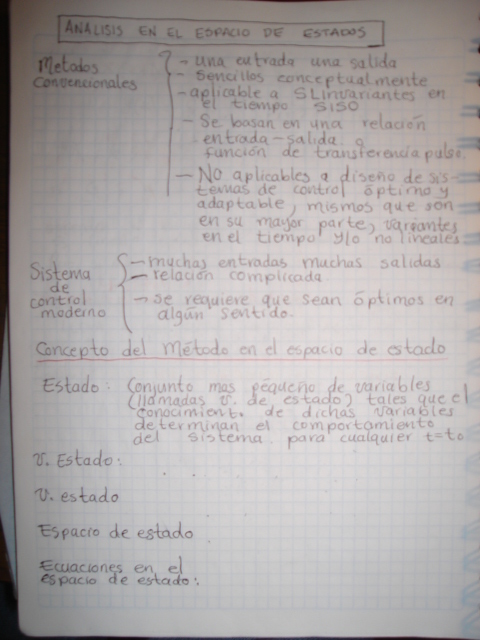 ANALISIS EN EL ESPACIO DE ESTADOS
Metodos
Convencionales
- una entrada una salida
- Sencillos conceptualmente
- aplicable a SLinvariantes en
el tiempo SISO
- Se basan en una relación
entrada-salida o
función de transferencia pulso.
- No aplicables a diseño de sis-
temas de control óptimo y
adaptable, mismos que son
en su mayor parte, variantes
en el tiempo y/o no lineales
Sistema
de
control
moderno
- muchas entradas muchas salidas
- relación complicada
- se requiere que sean óptimos en
algún sentido.
Concepto del Método en el espacio de estado
Estado: Conjunto mas pequeño de variables
(llamadas v. de estado) tales que el
conocimient. de dichas variables
determinan el comportamiento
del sistema para cualquier t=to
V. Estado:
V. estado
Espacio de estado
Ecuaciones en el
espacio de estado: